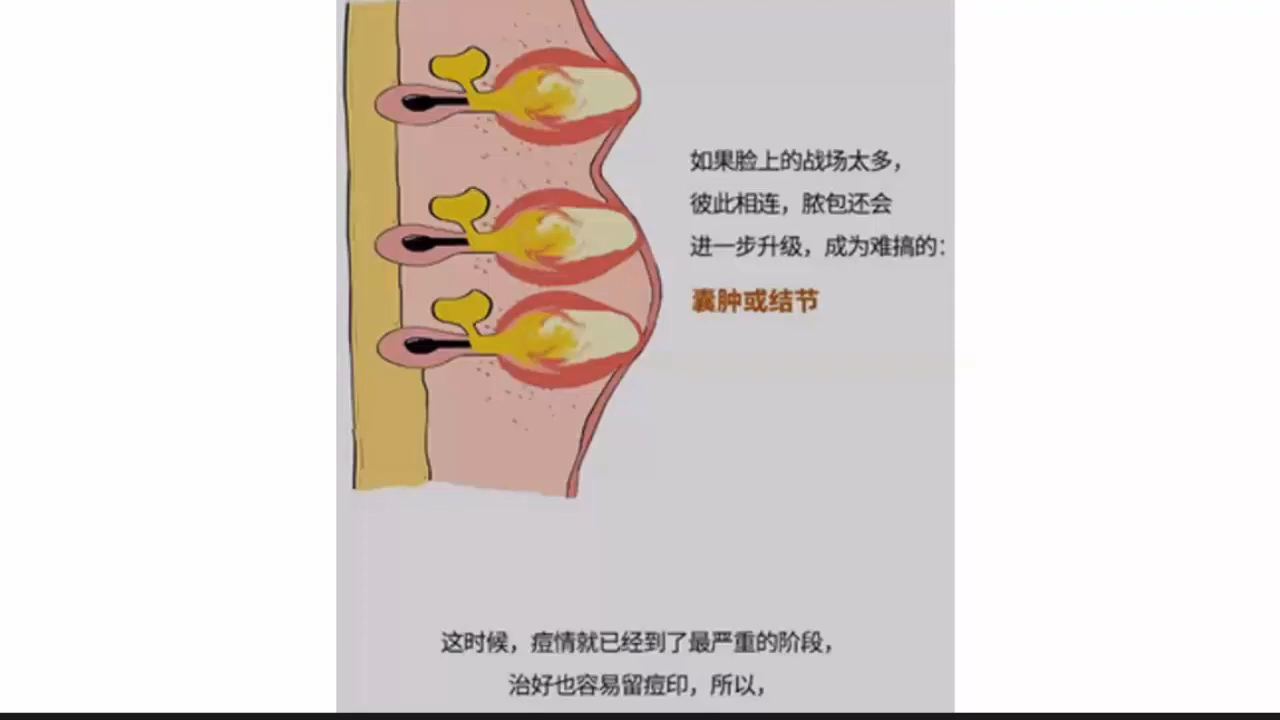 如果脸上的战场太多，
彼此相连，脓包还会
进一步升级，成为难搞的：
囊肿或结节
这时候，痘情就已经到了最严重的阶段，
治好也容易留痘印，所以，